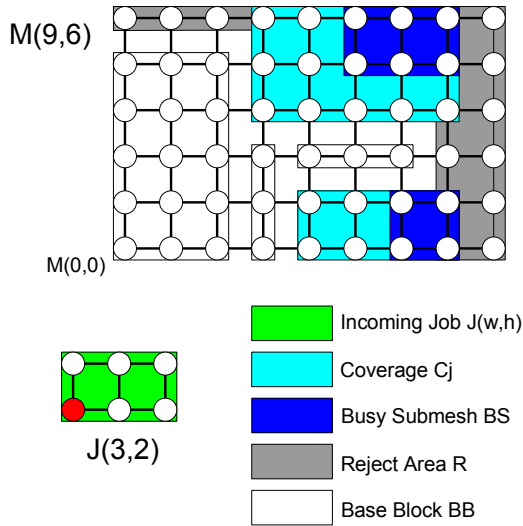 M(9,6)
M(0,0)
J(3,2)
Incoming Job J(w,h)
Coverage Cj
Busy Submesh BS
Reject Area R
Base Block BB